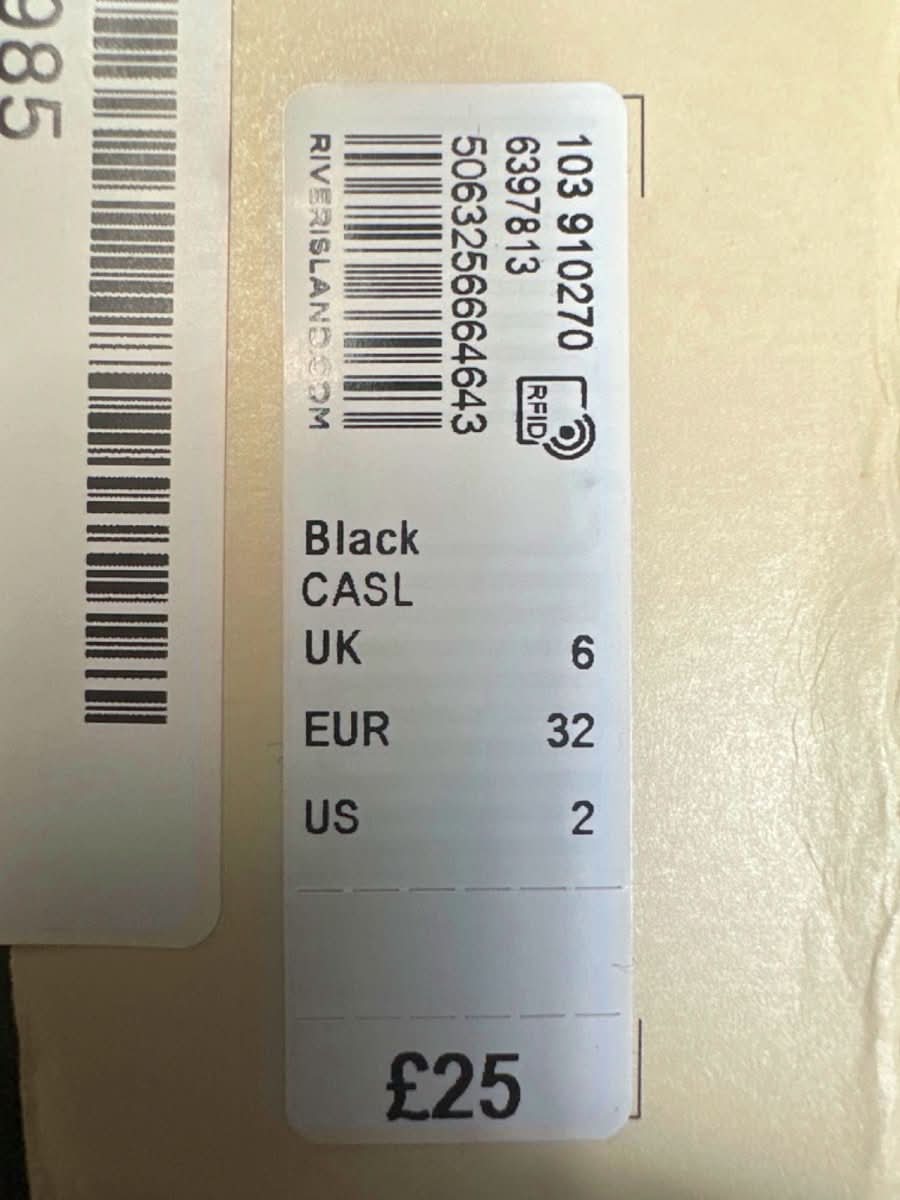 985
103 910270
6397813
RFID
5063256664643
RIVERISLAND.COM
Black
CASL
UK 6
EUR 32
US 2
£25